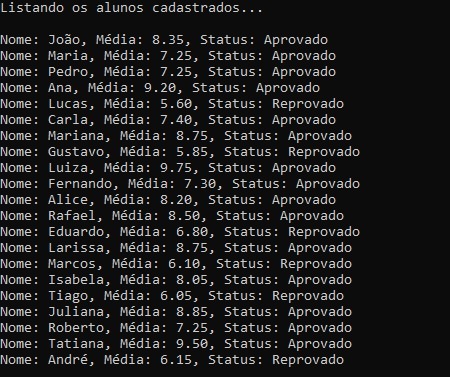 Listando os alunos cadastrados...
Nome: João, Média: 8.35, Status: Aprovado
Nome: Maria, Média: 7.25, Status: Aprovado
Nome: Pedro, Média: 7.25, Status: Aprovado
Nome: Ana, Média: 9.20, Status: Aprovado
Nome: Lucas, Média: 5.60, Status: Reprovado
Nome: Carla, Média: 7.40, Status: Aprovado
Nome: Mariana, Média: 8.75, Status: Aprovado
Nome: Gustavo, Média: 5.85, Status: Reprovado
Nome: Luiza, Média: 9.75, Status: Aprovado
Nome: Fernando, Média: 7.30, Status: Aprovado
Nome: Alice, Média: 8.20, Status: Aprovado
Nome: Rafael, Média: 8.50, Status: Aprovado
Nome: Eduardo, Média: 6.80, Status: Reprovado
Nome: Larissa, Média: 8.75, Status: Aprovado
Nome: Marcos, Média: 6.10, Status: Reprovado
Nome: Isabela, Média: 8.05, Status: Aprovado
Nome: Tiago, Média: 6.05, Status: Reprovado
Nome: Juliana, Média: 8.85, Status: Aprovado
Nome: Roberto, Média: 7.25, Status: Aprovado
Nome: Tatiana, Média: 9.50, Status: Aprovado
Nome: André, Média: 6.15, Status: Reprovado